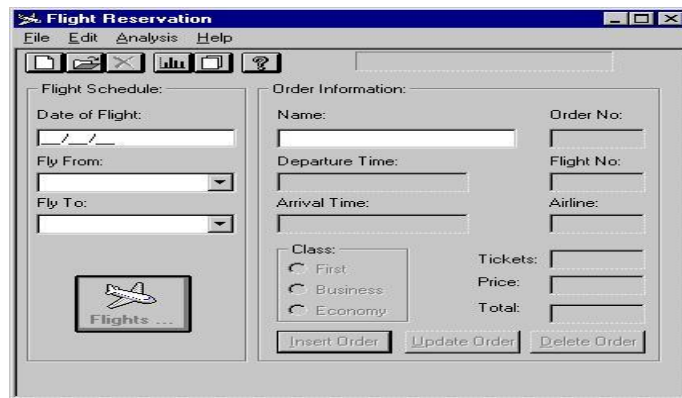 Flight Reservation
File Edit Analysis Help
Flight Schedule:
Date of Flight:
__/__/__
Fly From:
Fly To:
Flights ...
Order Information:
Name:
Order No:
Departure Time:
Flight No:
Arrival Time:
Airline:
Class:
First
Business
Economy
Tickets:
Price:
Total:
Insert Order
Update Order
Delete Order